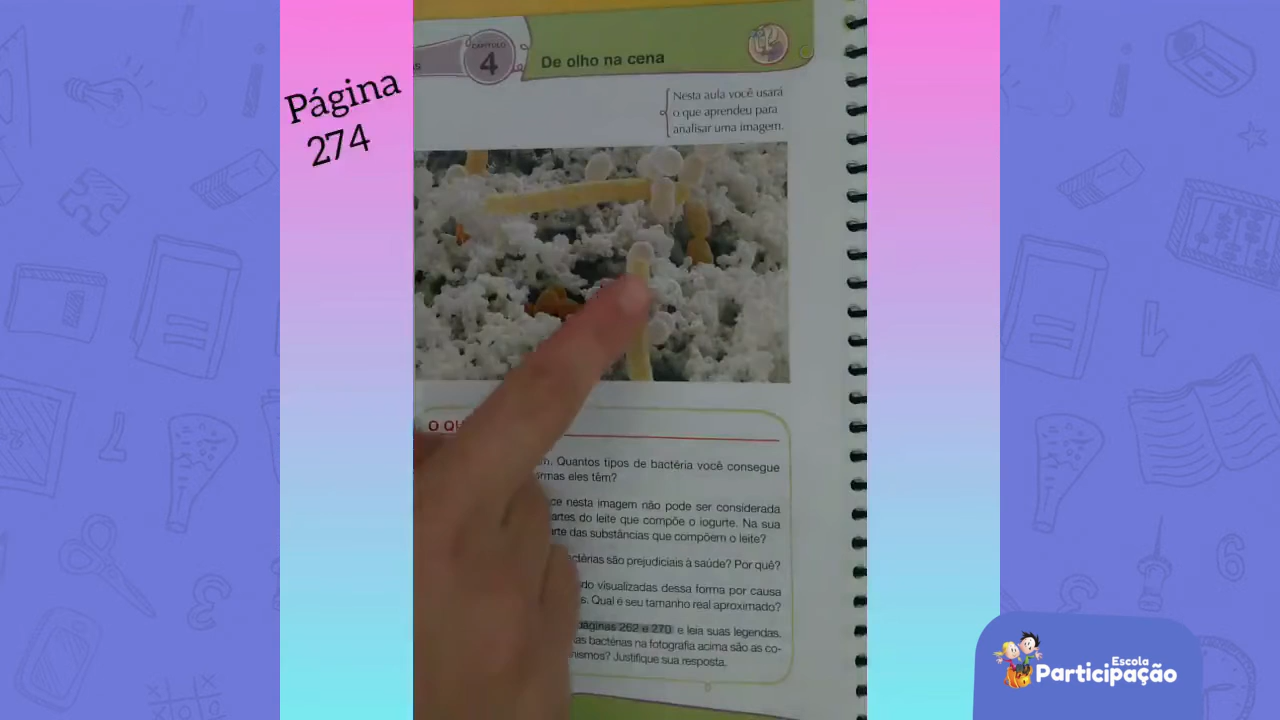 Página
274
CAPÍTULO
4
De olho na cena
Nesta aula você usará
o que aprendeu para
analisar uma imagem.
O QU
. Quantos tipos de bactéria você consegue
ormas eles têm?
ce nesta imagem não pode ser considerada
artes do leite que compõe o iogurte. Na sua
arte das substâncias que compõem o leite?
actérias são prejudiciais à saúde? Por quê?
do visualizadas dessa forma por causa
s. Qual é seu tamanho real aproximado?
páginas 262 e 270 e leia suas legendas.
as bactérias na fotografia acima são as co-
nismos? Justifique sua resposta.
Escola
Participação